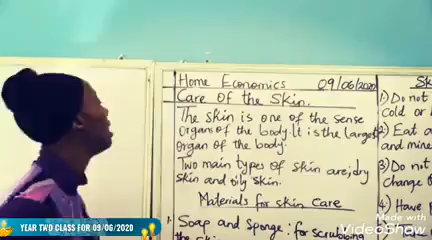 Home Economics 09/06/2020
Care Of the Skin.
The skin is one of the sense
organ of the body. It is the largest
organ of the body.
Two main types of skin are; dry
skin and oily skin.
Materials for skin care
1. Soap and Sponge: for scrubbing
the skin
1) Do not
cold or
2) Eat a
and mine
3) Do not
change o
4) Have
Made with
VideoShow
YEAR TWO CLASS FOR 09/06/2020